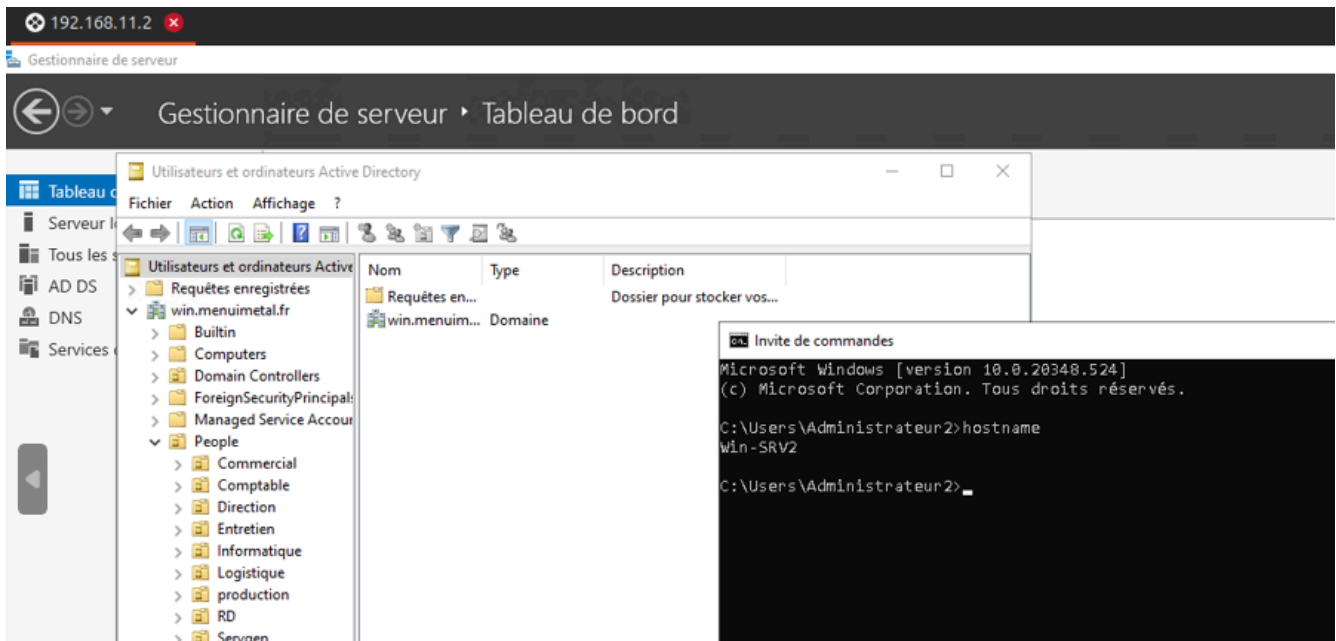 192.168.11.2
Gestionnaire de serveur
Gestionnaire de serveur ‣ Tableau de bord
Utilisateurs et ordinateurs Active Directory
Fichier Action Affichage ?
Tableau
Serveur
Tous les
AD DS
DNS
Services
Utilisateurs et ordinateurs Active
Requêtes enregistrées
win.menuimetal.fr
Builtin
Computers
Domain Controllers
ForeignSecurityPrincipals
Managed Service Accour
People
Commercial
Comptable
Direction
Entretien
Informatique
Logistique
production
RD
Servgen
Nom Type Description
Requêtes en... Dossier pour stocker vos...
win.menuim... Domaine
Invite de commandes
Microsoft Windows [version 10.0.20348.524]
(c) Microsoft Corporation. Tous droits réservés.
C:\Users\Administrateur2>hostname
Win-SRV2
C:\Users\Administrateur2>